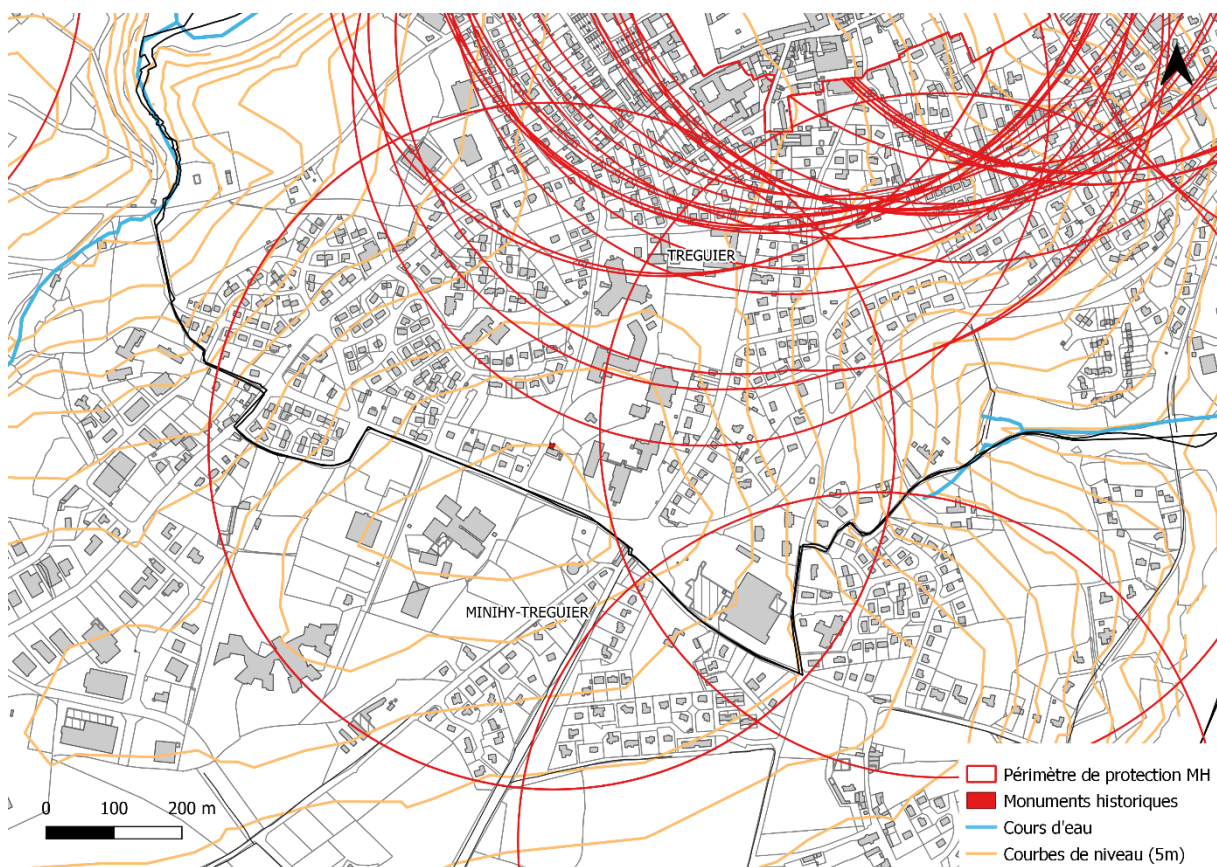 TREGUIER
MINIHY-TREGUIER
0 100 200 m
Périmètre de protection MH
Monuments historiques
Cours d'eau
Courbes de niveau (5m)